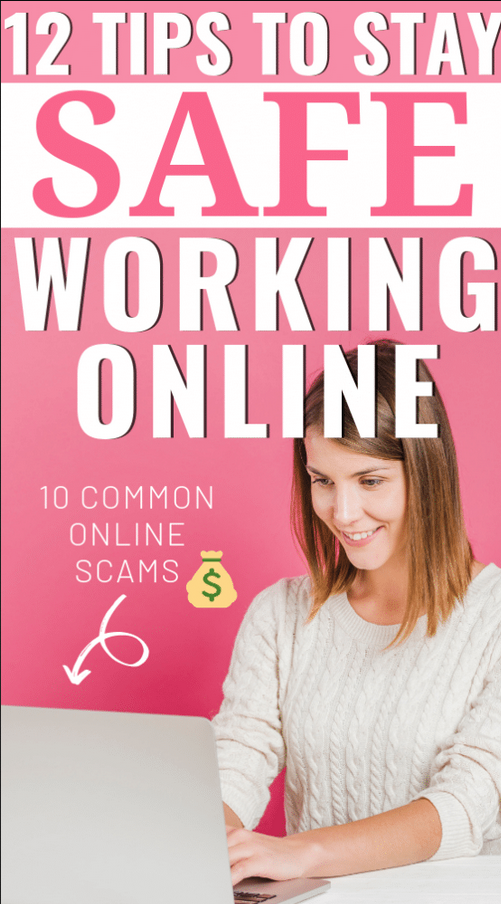 12 TIPS TO STAY
SAFE
WORKING
ONLINE
10 COMMON
ONLINE
SCAMS
$